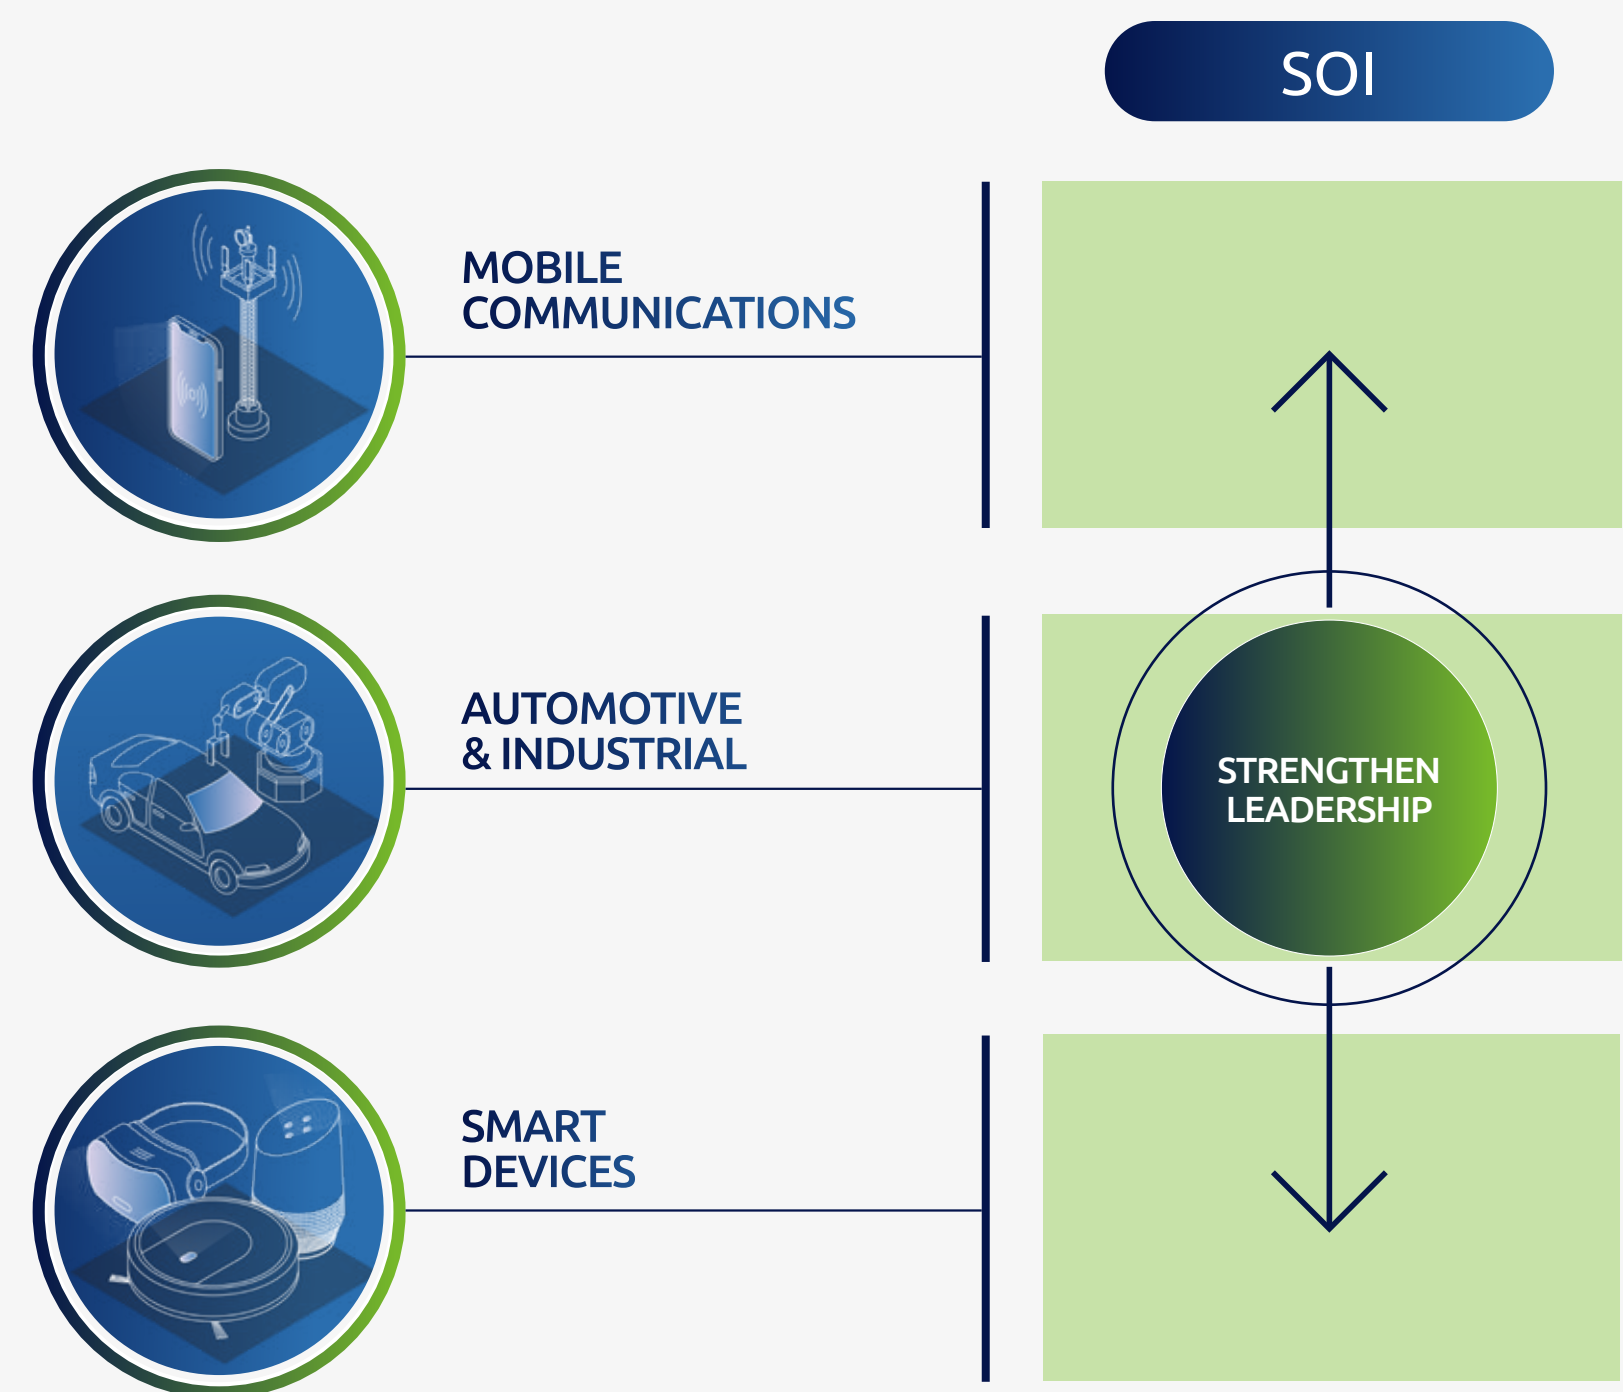 SOI
MOBILE
COMMUNICATIONS
AUTOMOTIVE
& INDUSTRIAL
STRENGTHEN
LEADERSHIP
SMART
DEVICES